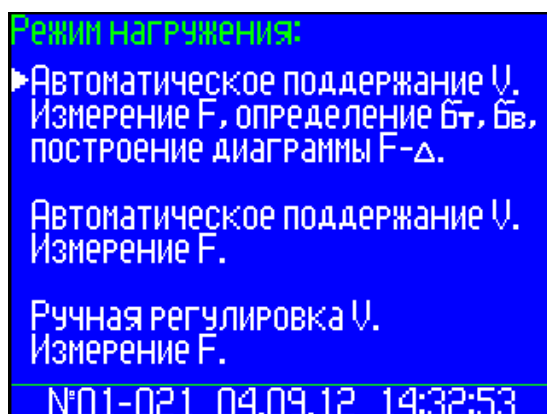 Режим нагружения:
▶Автоматическое поддержание V.
Измерение F, определение бт, бв,
построение диаграммы F-Δ.
Автоматическое поддержание V.
Измерение F.
Ручная регулировка V.
Измерение F.
№01-021 04.09.12 14:32:53